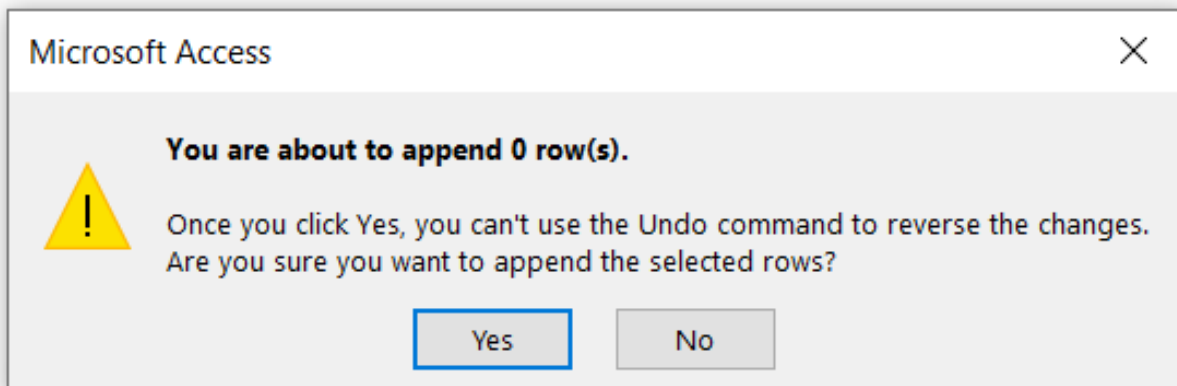 Microsoft Access
You are about to append 0 row(s).
Once you click Yes, you can't use the Undo command to reverse the changes.
Are you sure you want to append the selected rows?
Yes
No